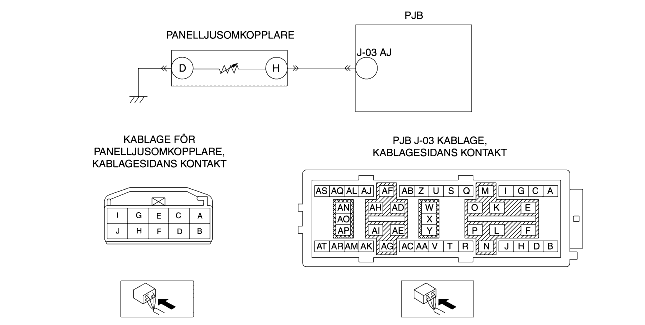 PJB
PANELLJUSOMKOPPLARE
J-03 AJ
D H
KABLAGE FÖR
PANELLJUSOMKOPPLARE,
KABLAGESIDANS KONTAKT
PJB J-03 KABLAGE,
KABLAGESIDANS KONTAKT
I G E C A
J H F D B
AS AQ AL AJ AF AB Z U S Q M I G C A
AN AH AD W O K E
AO X
AP AI AE Y P L F
AT AR AM AK AG AC AA V T R N J H D B